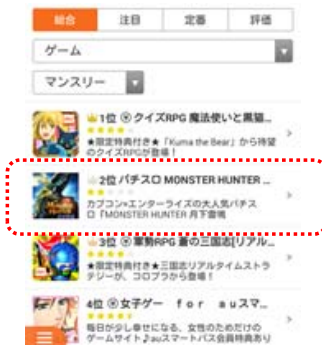 総合 注目 定番 評価
ゲーム
マンスリー
1位 クイズRPG 魔法使いと黒猫...
★限定特典付き★「Kuma the Bear」から待望
のクイズRPGが登場！
2位 パチスロ MONSTER HUNTER ...
カプコン×エンターライズの大人気パチス
ロ『MONSTER HUNTER 月下雷鳴
3位 軍勢RPG 蒼の三国志[リアル...
★限定特典付き★三国志リアルタイムストラ
テジーが、コロプラから登場！
4位 女子ゲー for auスマ...
毎日が少し幸せになる、女性のためだけの
ゲームサイト♪auスマートパス会員特典あり